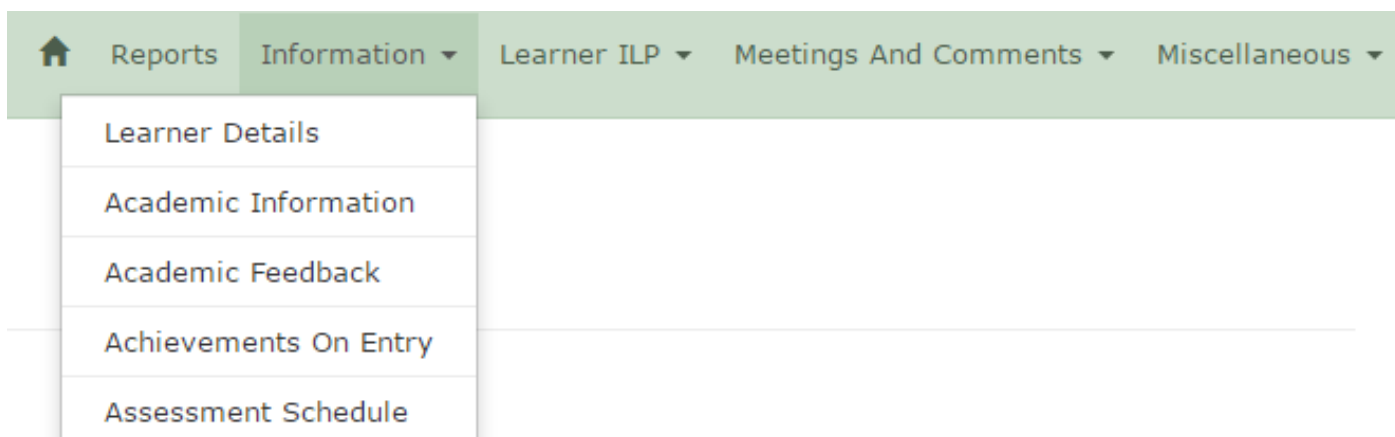 Reports Information Learner ILP Meetings And Comments Miscellaneous
Learner Details
Academic Information
Academic Feedback
Achievements On Entry
Assessment Schedule